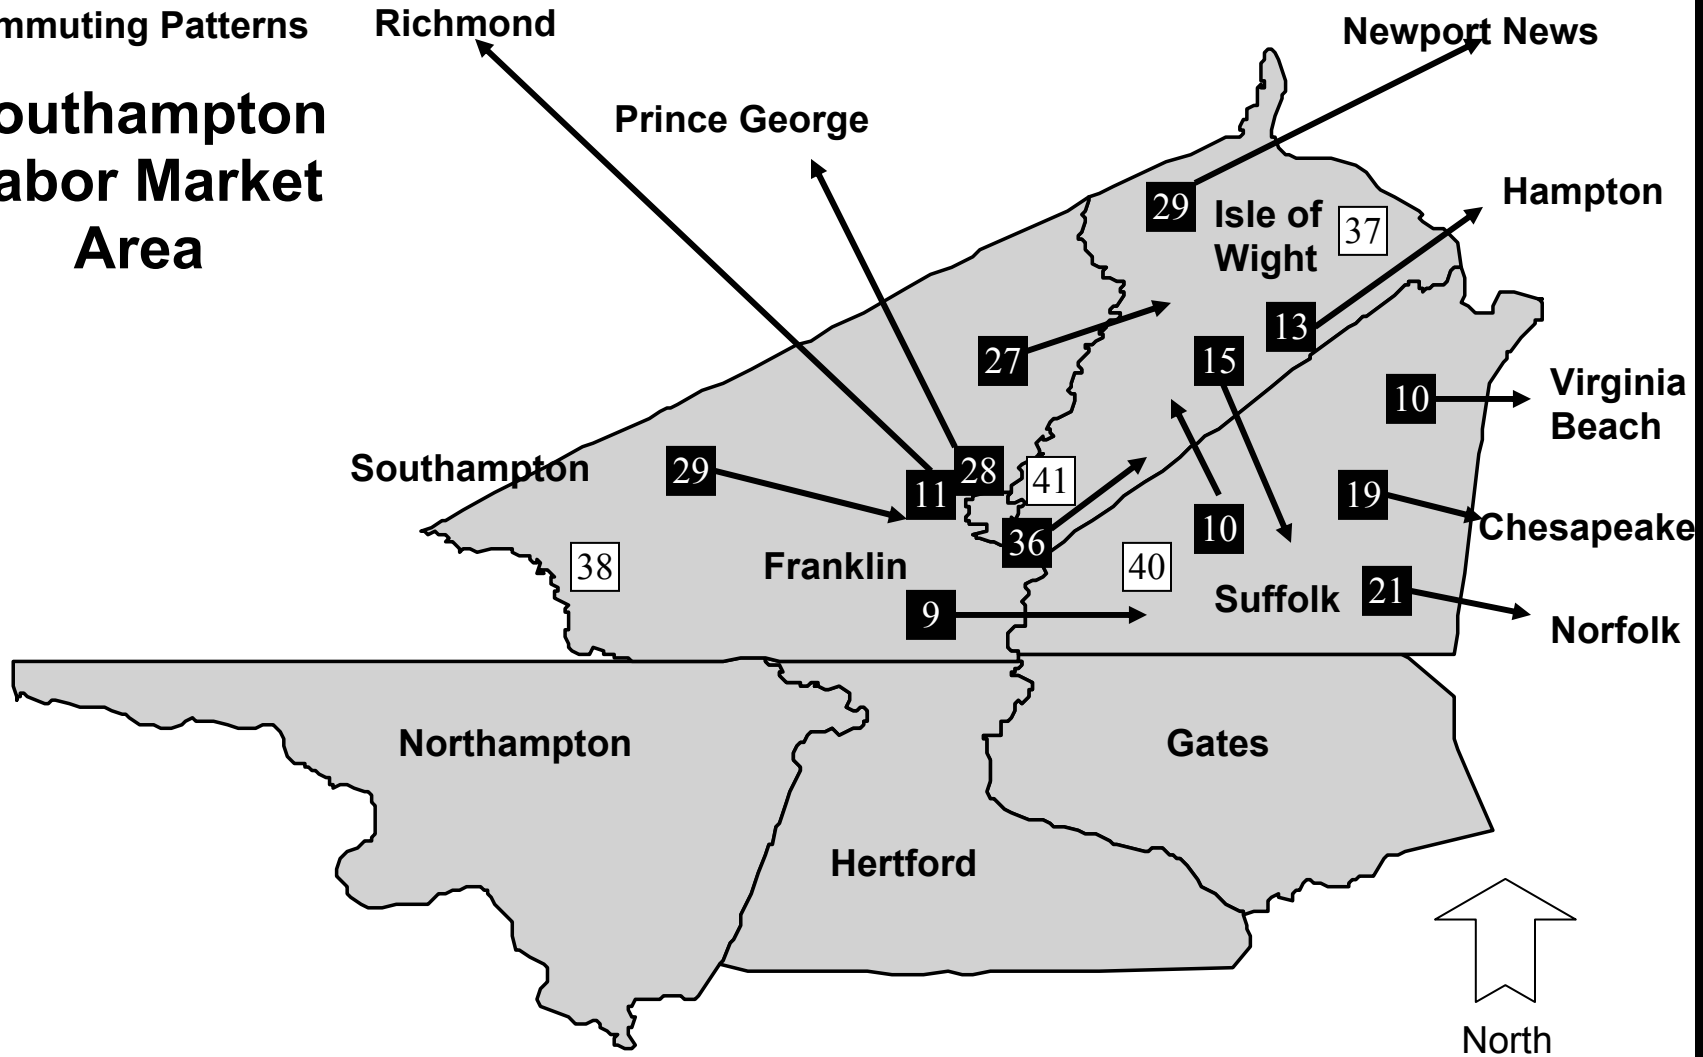 mmuting Patterns
outhampton
abor Market
Area
Richmond
Prince George
Newport News
Hampton
29
Isle of
Wight
37
13
27
15
10
Virginia
Beach
Southampton
29
28
11
41
19
Chesapeake
36
10
38
Franklin
40
Suffolk
21
9
Norfolk
Northampton
Gates
Hertford
North